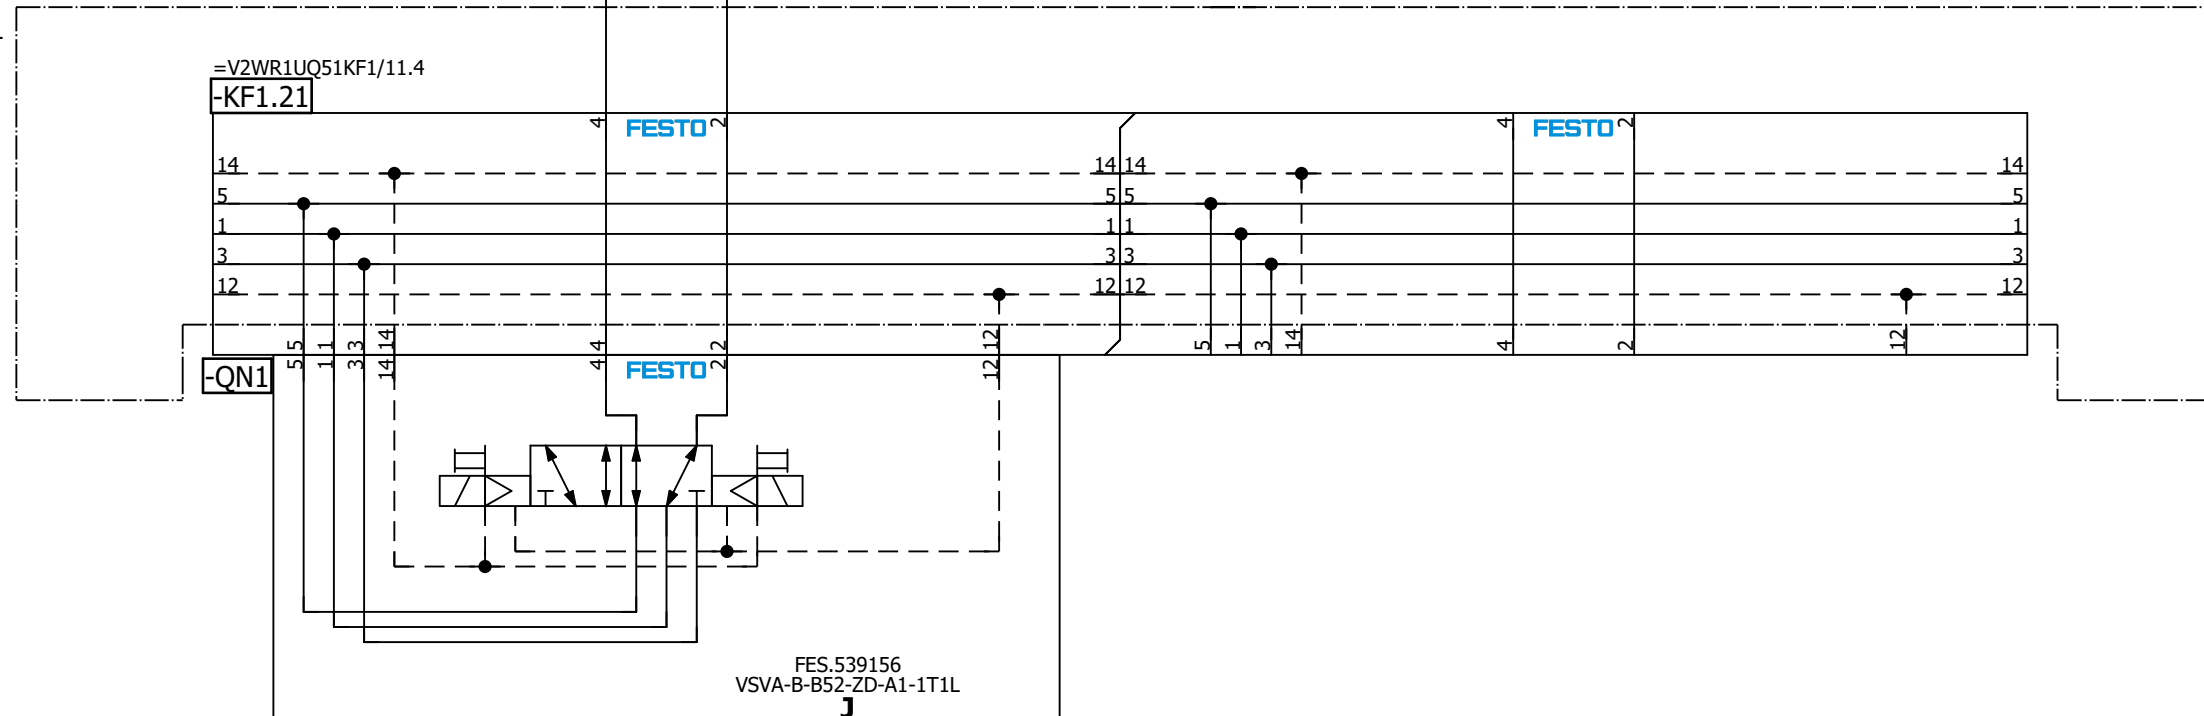 =V2WR1UQ51KF1/11.4
-KF1.21
4 FESTO 2 4 FESTO 2
14 14 14 14
5 5 5 5
1 1 1 1
3 3 3 3
12 12 12 12
5 1 3 14 4 2 12 5 1 3 14 4 2 12
-QN1
5 1 3 14 4 FESTO 2 12
FES.539156
VSVA-B-B52-ZD-A1-1T1L
J